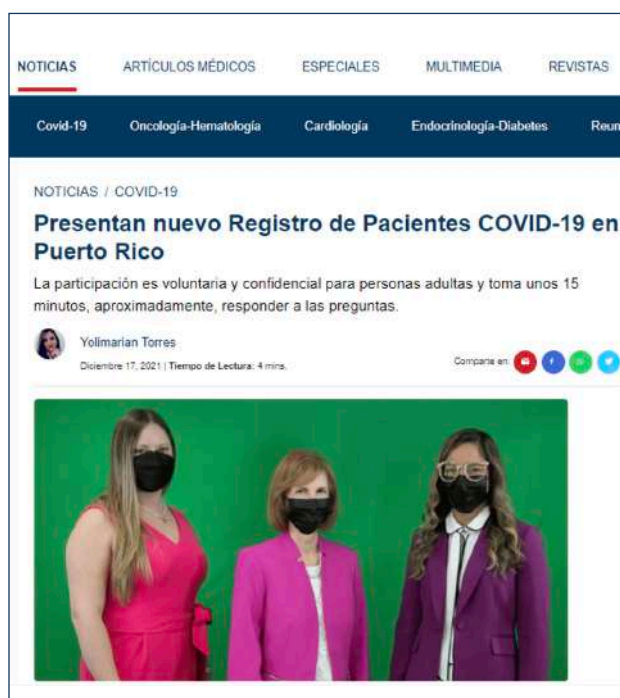 NOTICIAS ARTÍCULOS MÉDICOS ESPECIALES MULTIMEDIA REVISTAS
Covid-19 Oncología-Hematología Cardiología Endocrinología-Diabetes Reun
NOTICIAS / COVID-19
Presentan nuevo Registro de Pacientes COVID-19 en
Puerto Rico
La participación es voluntaria y confidencial para personas adultas y toma unos 15
minutos, aproximadamente, responder a las preguntas.
Yolimarian Torres
Diciembre 17, 2021 | Tiempo de Lectura: 4 mins.
Comparte en: